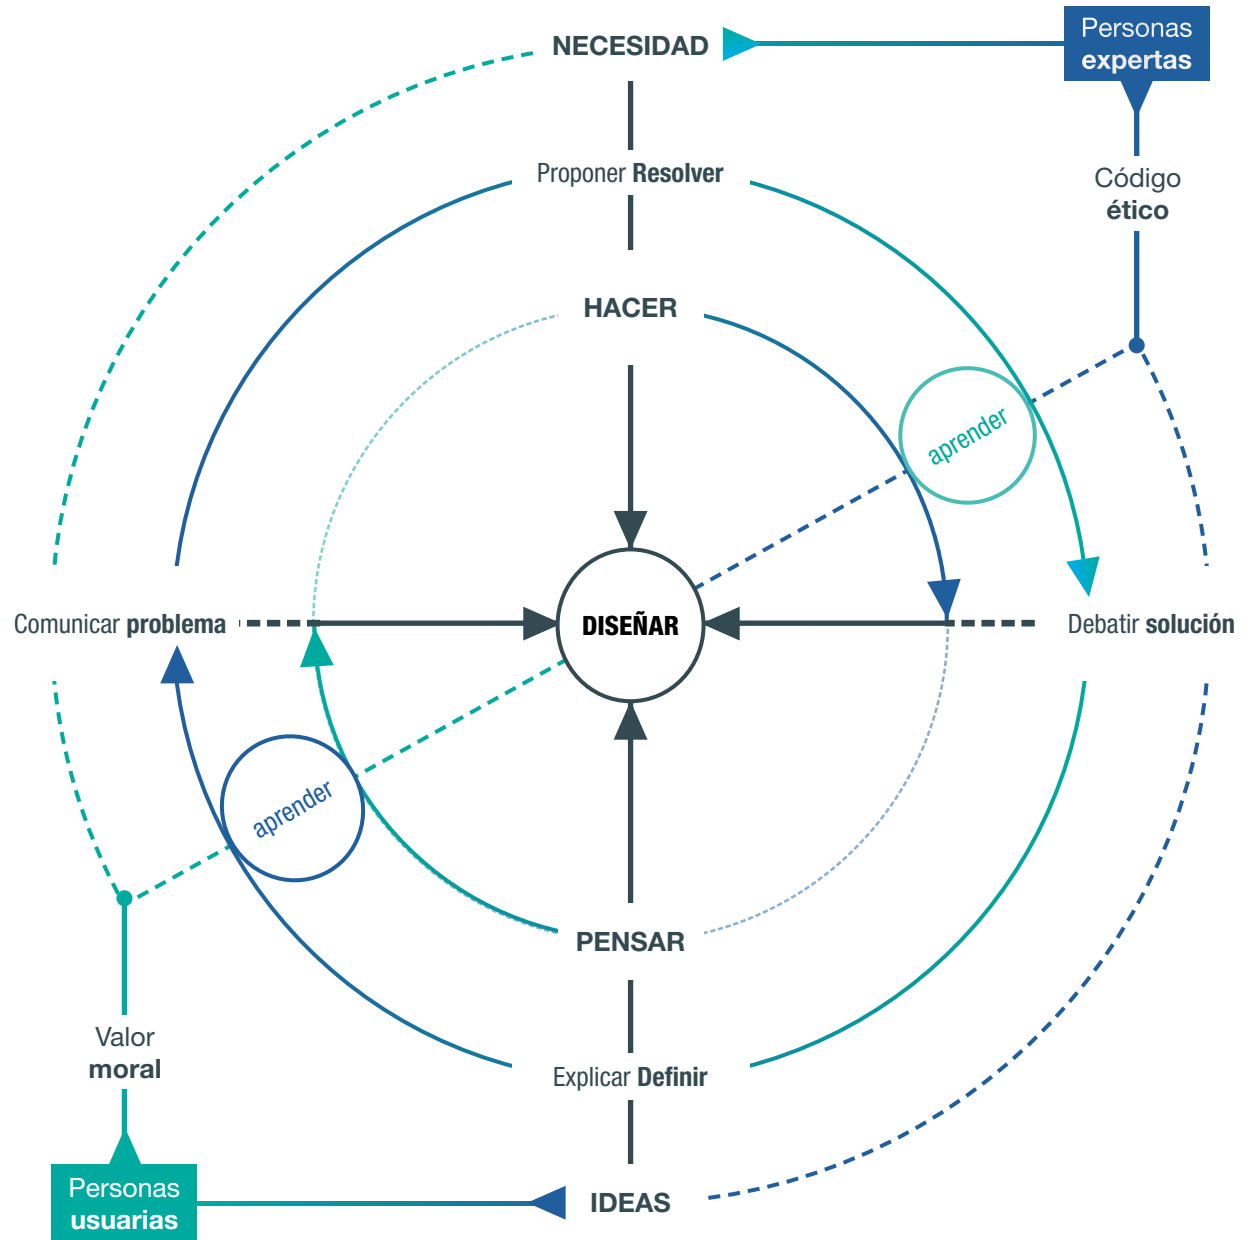 NECESIDAD
Personas
expertas
Proponer Resolver
Código
ético
HACER
aprender
Comunicar problema
DISEÑAR
Debatir solución
aprender
PENSAR
Valor
moral
Explicar Definir
Personas
usuarias
IDEAS